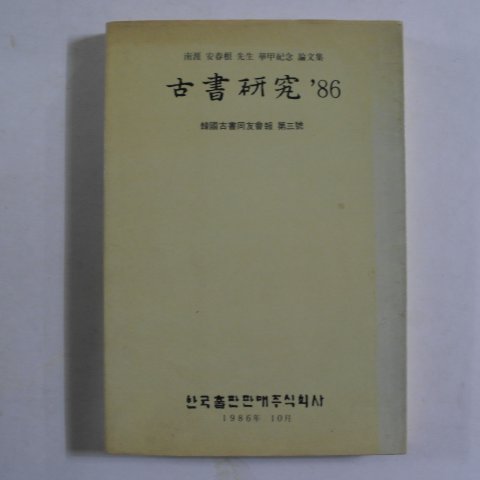 南涯 安春根 先生 華甲紀念 論文集
古書硏究 '86
韓國古書同友會報 第三號
한국출판판매주식회사
1986年 10月